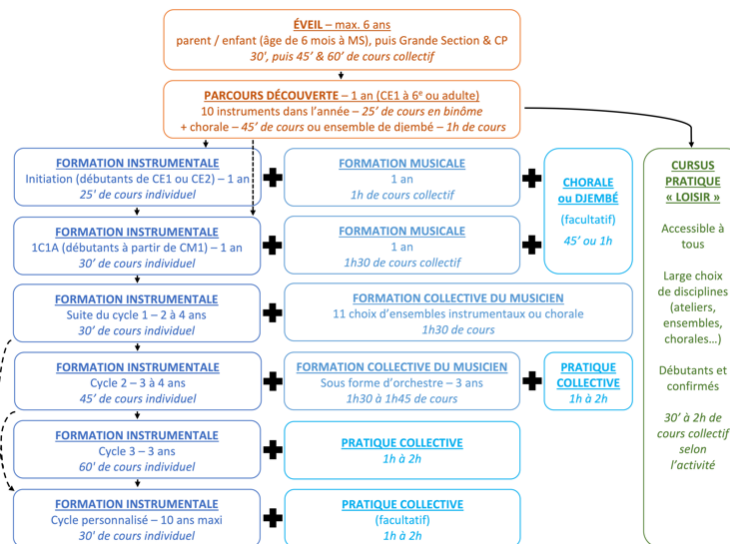 ÉVEIL – max. 6 ans
parent / enfant (âge de 6 mois à MS), puis Grande Section & CP
30', puis 45' & 60' de cours collectif
PARCOURS DÉCOUVERTE – 1 an (CE1 à 6e ou adulte)
10 instruments dans l'année – 25' de cours en binôme
+ chorale – 45' de cours ou ensemble de djembé – 1h de cours
FORMATION INSTRUMENTALE
Initiation (débutants de CE1 ou CE2) – 1 an
25' de cours individuel
FORMATION MUSICALE
1 an
1h de cours collectif
CHORALE
ou DJEMBÉ
(facultatif)
45' ou 1h
FORMATION INSTRUMENTALE
1C1A (débutants à partir de CM1) – 1 an
30' de cours individuel
FORMATION MUSICALE
1 an
1h30 de cours collectif
FORMATION INSTRUMENTALE
Suite du cycle 1 – 2 à 4 ans
30' de cours individuel
FORMATION COLLECTIVE DU MUSICIEN
11 choix d'ensembles instrumentaux ou chorale
1h30 de cours
FORMATION INSTRUMENTALE
Cycle 2 – 3 à 4 ans
45' de cours individuel
FORMATION COLLECTIVE DU MUSICIEN
Sous forme d'orchestre – 3 ans
1h30 à 1h45 de cours
PRATIQUE
COLLECTIVE
1h à 2h
FORMATION INSTRUMENTALE
Cycle 3 – 3 ans
60' de cours individuel
PRATIQUE COLLECTIVE
1h à 2h
FORMATION INSTRUMENTALE
Cycle personnalisé – 10 ans maxi
30' de cours individuel
PRATIQUE COLLECTIVE
(facultatif)
1h à 2h
CURSUS
PRATIQUE
« LOISIR »
Accessible à
tous
Large choix
de disciplines
(ateliers,
ensembles,
chorales...)
Débutants et
confirmés
30' à 2h de
cours collectif
selon
l'activité